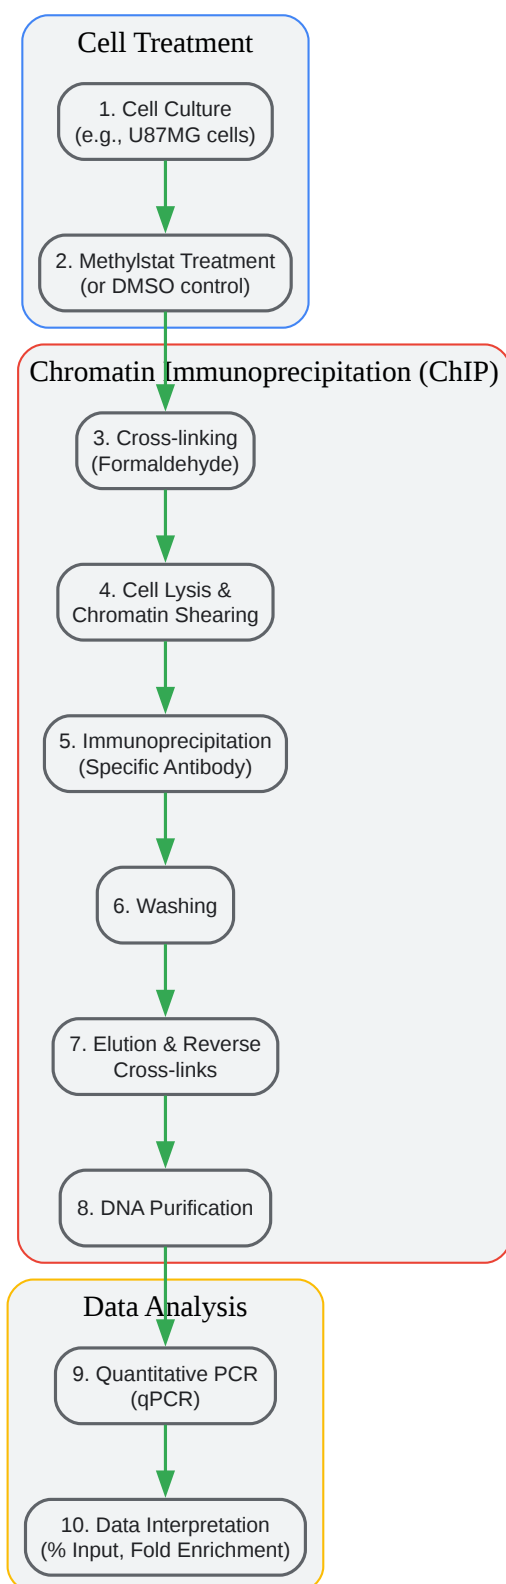 Cell Treatment
1. Cell Culture
(e.g., U87MG cells)
2. Methylstat Treatment
(or DMSO control)
Chromatin Immunoprecipitation (ChIP)
3. Cross-linking
(Formaldehyde)
4. Cell Lysis &
Chromatin Shearing
5. Immunoprecipitation
(Specific Antibody)
6. Washing
7. Elution & Reverse
Cross-links
8. DNA Purification
Data Analysis
9. Quantitative PCR
(qPCR)
10. Data Interpretation
(% Input, Fold Enrichment)